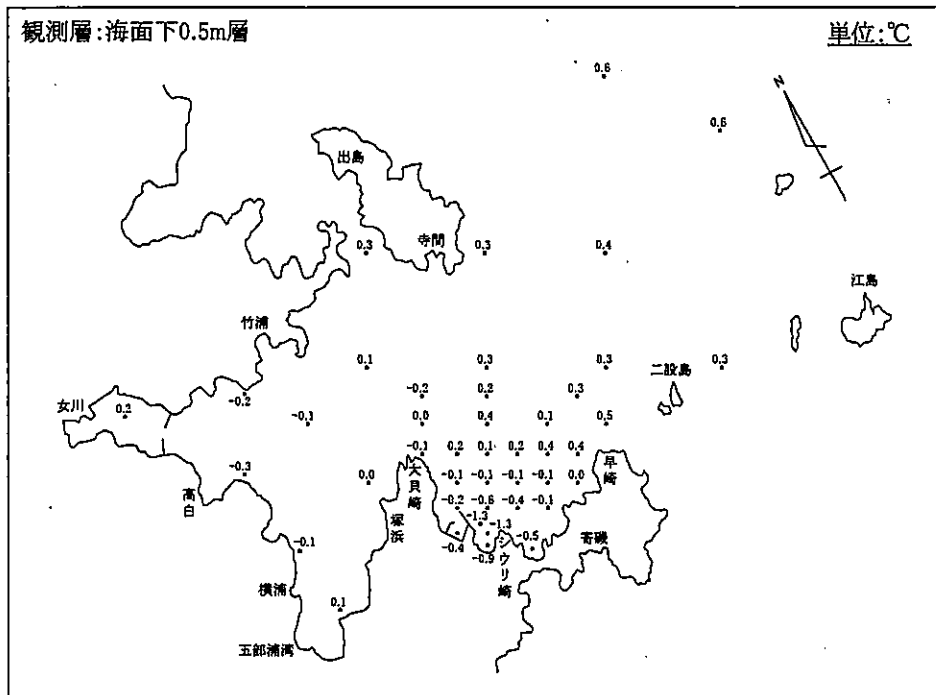 観測層:海面下0.5m層 単位:℃
0.6
N
0.6
出島
寺間
0.3 0.3 0.4
江島
竹浦
0.1 0.3 0.3 0.3
二股島
女川
-0.2 -0.2 0.2 0.3
0.2 -0.1 0.0 0.4 0.1 0.5
-0.1 0.2 0.1 0.2 0.4 0.4
早崎
-0.3 0.0 大貝崎 -0.1 -0.1 -0.1 -0.1 0.0
高白
-0.2 -0.6 -0.4 -0.1
塚浜
-1.3 -1.3
寄磯
-0.1 -0.4 -0.9 -0.5
シウリ崎
横浦
0.1
五部浦湾